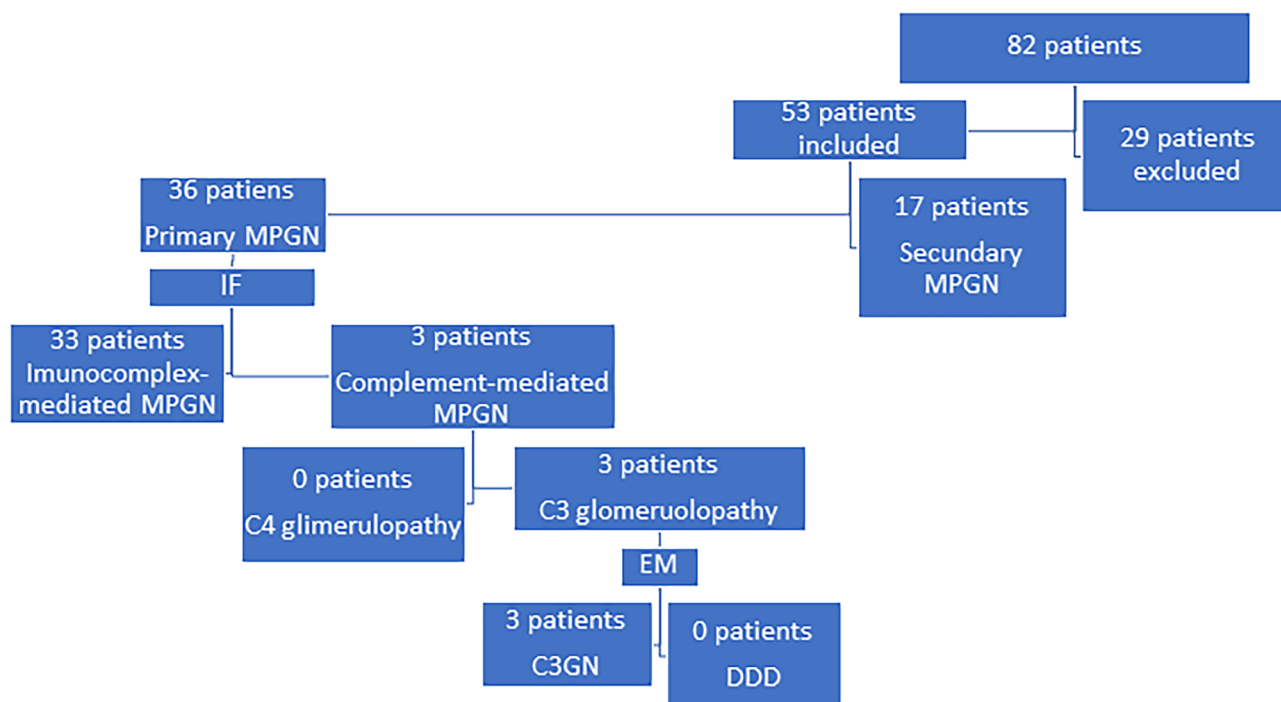 82 patients
53 patients
included
29 patients
excluded
36 patiens
Primary MPGN
17 patients
Secundary
MPGN
IF
33 patients
Imunocomplex-
mediated MPGN
3 patients
Complement-mediated
MPGN
0 patients
C4 glimerulopathy
3 patients
C3 glomeruolopathy
EM
3 patients
C3GN
0 patients
DDD